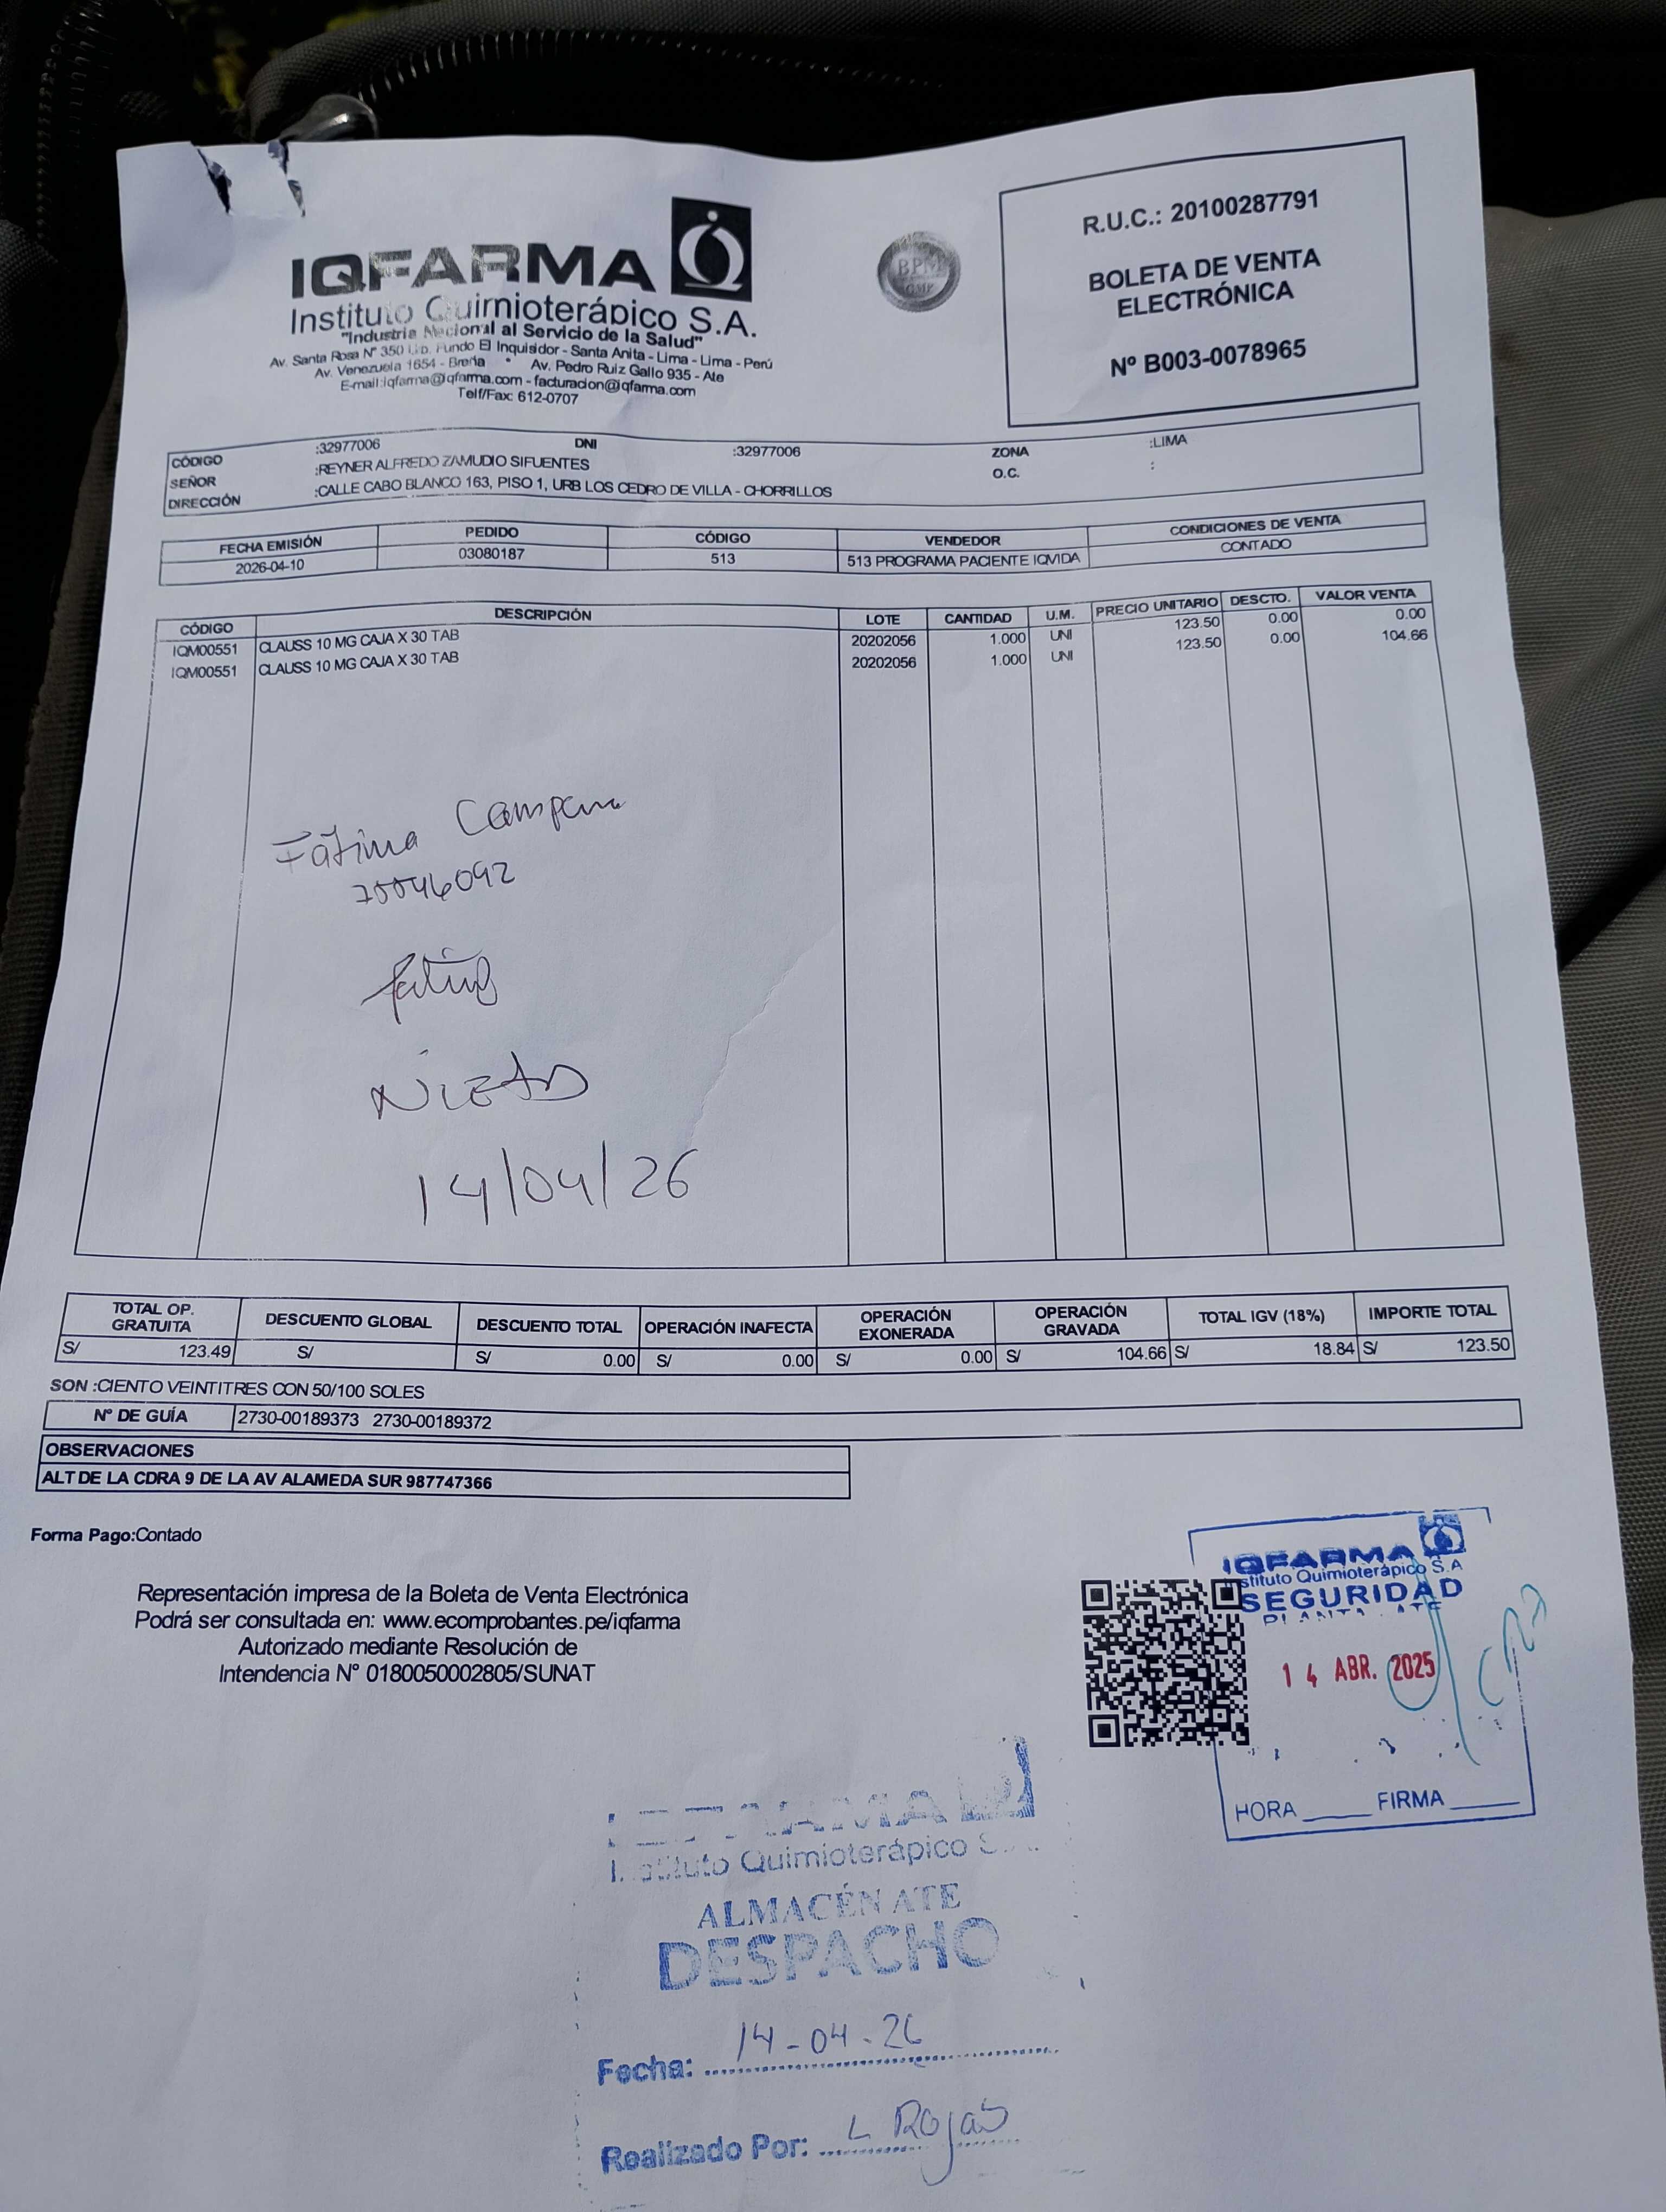 IQFARMA
Instituto Quimioterápico S.A.
"Industria Nacional al Servicio de la Salud"
Av. Santa Rosa N° 350 Urb. Fundo El Inquisidor - Santa Anita - Lima - Lima - Perú
Av. Venezuela 1654 - Breña * Av. Pedro Ruiz Gallo 935 - Ate
E-mail:iqfarma@iqfarma.com - facturacion@iqfarma.com
Telf/Fax: 612-0707
BPM
GMP
R.U.C.: 20100287791
BOLETA DE VENTA
ELECTRÓNICA
Nº B003-0078965
CÓDIGO :32977006 DNI :32977006 ZONA :LIMA
SEÑOR :REYNER ALFREDO ZAMUDIO SIFUENTES O.C. :
DIRECCIÓN :CALLE CABO BLANCO 163, PISO 1, URB LOS CEDRO DE VILLA - CHORRILLOS
FECHA EMISIÓN PEDIDO CÓDIGO VENDEDOR CONDICIONES DE VENTA
2026-04-10 03080187 513 513 PROGRAMA PACIENTE IQVIDA CONTADO
CÓDIGO DESCRIPCIÓN LOTE CANTIDAD U.M. PRECIO UNITARIO DESCTO. VALOR VENTA
IQM00551 CLAUSS 10 MG CAJA X 30 TAB 20202056 1.000 UNI 123.50 0.00 0.00
IQM00551 CLAUSS 10 MG CAJA X 30 TAB 20202056 1.000 UNI 123.50 0.00 104.66
Fátima
14/04/26
TOTAL OP. GRATUITA DESCUENTO GLOBAL DESCUENTO TOTAL OPERACIÓN INAFECTA OPERACIÓN EXONERADA OPERACIÓN GRAVADA TOTAL IGV (18%) IMPORTE TOTAL
S/ 123.49 S/ S/ 0.00 S/ 0.00 S/ 0.00 S/ 104.66 S/ 18.84 S/ 123.50
SON :CIENTO VEINTITRES CON 50/100 SOLES
Nº DE GUÍA 2730-00189373 2730-00189372
OBSERVACIONES
ALT DE LA CDRA 9 DE LA AV ALAMEDA SUR 987747366
Forma Pago:Contado
Representación impresa de la Boleta de Venta Electrónica
Podrá ser consultada en: www.ecomprobantes.pe/iqfarma
Autorizado mediante Resolución de
Intendencia N° 0180050002805/SUNAT
IQFARMA
Instituto Quimioterápico S.A
SEGURIDAD
PLANTA - ATE
14 ABR. 2025
HORA FIRMA
Instituto Quimioterápico
ALMACÉN ATE
DESPACHO
Fecha: 14-04-26
Realizado Por: L Rojas